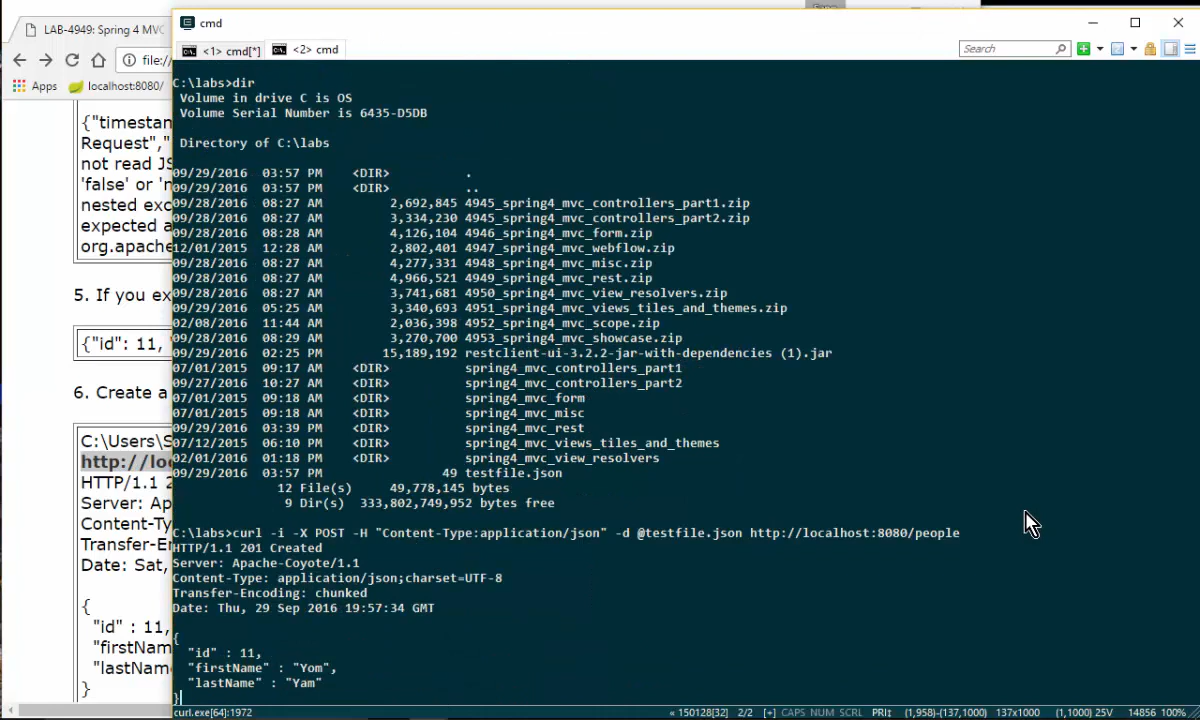 cmd
LAB-4949: Spring 4 MVC
<1> cmd[*]
<2> cmd
Search
file:/
Apps
localhost:8080/
{"timestan
Request","
not read JS
'false' or 'n
nested exc
expected a
org.apache
5. If you ex
{"id": 11,
6. Create a
C:\Users\S
http://loc
HTTP/1.1 2
Server: Ap
Content-Ty
Transfer-E
Date: Sat,
{
"id" : 11,
"firstNam
"lastNam
}
C:\labs>dir
Volume in drive C is OS
Volume Serial Number is 6435-D5DB
Directory of C:\labs
09/29/2016 03:57 PM <DIR> .
09/29/2016 03:57 PM <DIR> ..
09/28/2016 08:27 AM 2,692,845 4945_spring4_mvc_controllers_part1.zip
09/28/2016 08:27 AM 3,334,230 4945_spring4_mvc_controllers_part2.zip
09/28/2016 08:28 AM 4,126,104 4946_spring4_mvc_form.zip
12/01/2015 12:28 AM 2,802,401 4947_spring4_mvc_webflow.zip
09/28/2016 08:27 AM 4,277,331 4948_spring4_mvc_misc.zip
09/28/2016 08:27 AM 4,966,521 4949_spring4_mvc_rest.zip
09/28/2016 08:27 AM 3,741,681 4950_spring4_mvc_view_resolvers.zip
09/29/2016 05:25 AM 3,340,693 4951_spring4_mvc_views_tiles_and_themes.zip
02/08/2016 11:44 AM 2,036,398 4952_spring4_mvc_scope.zip
09/28/2016 08:29 AM 3,270,700 4953_spring4_mvc_showcase.zip
09/29/2016 02:25 PM 15,189,192 restclient-ui-3.2.2-jar-with-dependencies (1).jar
07/01/2015 09:17 AM <DIR> spring4_mvc_controllers_part1
09/27/2016 10:27 AM <DIR> spring4_mvc_controllers_part2
07/01/2015 09:18 AM <DIR> spring4_mvc_form
07/01/2015 09:18 AM <DIR> spring4_mvc_misc
09/29/2016 03:39 PM <DIR> spring4_mvc_rest
07/12/2015 06:10 PM <DIR> spring4_mvc_views_tiles_and_themes
02/01/2016 01:18 PM <DIR> spring4_mvc_view_resolvers
09/29/2016 03:57 PM 49 testfile.json
12 File(s) 49,778,145 bytes
9 Dir(s) 333,802,749,952 bytes free
C:\labs>curl -i -X POST -H "Content-Type:application/json" -d @testfile.json http://localhost:8080/people
HTTP/1.1 201 Created
Server: Apache-Coyote/1.1
Content-Type: application/json;charset=UTF-8
Transfer-Encoding: chunked
Date: Thu, 29 Sep 2016 19:57:34 GMT
{
"id" : 11,
"firstName" : "Yom",
"lastName" : "Yam"
}
curl.exe[64]:1972
« 150128[32] 2/2 [+] CAPS NUM SCRL PRI↕ (1,958)-(137,1000) 137x1000 (1,1000) 25V 14856 100%